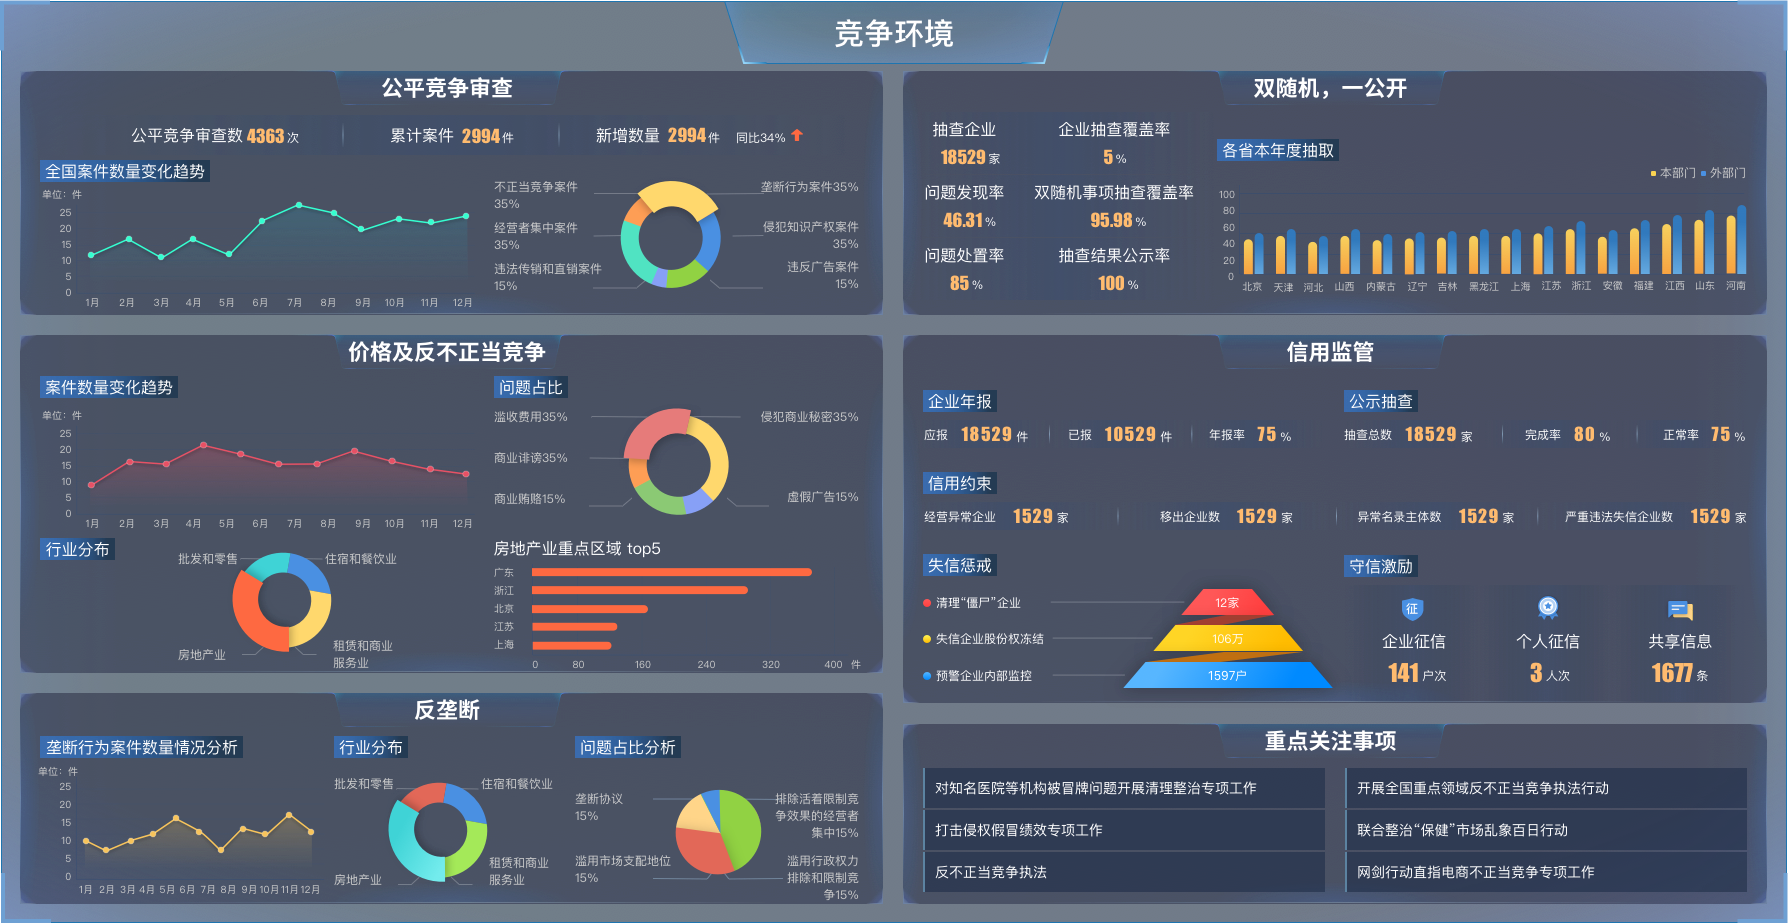 竞争环境
公平竞争审查
公平竞争审查数 4363 次
累计案件 2994 件
新增数量 2994 件 同比34%
全国案件数量变化趋势
单位：件
25
20
15
10
5
0
1月 2月 3月 4月 5月 6月 7月 8月 9月 10月 11月 12月
不正当竞争案件
35%
经营者集中案件
35%
违法传销和直销案件
15%
垄断行为案件35%
侵犯知识产权案件
35%
违反广告案件
15%
双随机，一公开
抽查企业
18529 家
企业抽查覆盖率
5 %
问题发现率
46.31 %
双随机事项抽查覆盖率
95.98 %
问题处置率
85 %
抽查结果公示率
100 %
各省本年度抽取
本部门 外部门
100
80
60
40
20
0
北京 天津 河北 山西 内蒙古 辽宁 吉林 黑龙江 上海 江苏 浙江 安徽 福建 江西 山东 河南
价格及反不正当竞争
案件数量变化趋势
单位：件
25
20
15
10
5
0
1月 2月 3月 4月 5月 6月 7月 8月 9月 10月 11月 12月
问题占比
滥收费用35%
商业诽谤35%
商业贿赂15%
侵犯商业秘密35%
虚假广告15%
行业分布
批发和零售
住宿和餐饮业
房地产业
租赁和商业
服务业
房地产业重点区域 top5
广东
浙江
北京
江苏
上海
0 80 160 240 320 400 件
信用监管
企业年报
应报 18529 件
已报 10529 件
年报率 75 %
公示抽查
抽查总数 18529 家
完成率 80 %
正常率 75 %
信用约束
经营异常企业 1529 家
移出企业数 1529 家
异常名录主体数 1529 家
严重违法失信企业数 1529 家
失信惩戒
清理“僵尸”企业
12家
失信企业股份权冻结
106万
预警企业内部监控
1597户
守信激励
征
企业征信
141 户次
个人征信
3 人次
共享信息
1677 条
反垄断
垄断行为案件数量情况分析
单位：件
25
20
15
10
5
0
1月 2月 3月 4月 5月 6月 7月 8月 9月 10月 11月 12月
行业分布
批发和零售
住宿和餐饮业
房地产业
租赁和商业
服务业
问题占比分析
垄断协议
15%
滥用市场支配地位
15%
排除活着限制竞
争效果的经营者
集中15%
滥用行政权力
排除和限制竞
争15%
重点关注事项
对知名医院等机构被冒牌问题开展清理整治专项工作
打击侵权假冒绩效专项工作
反不正当竞争执法
开展全国重点领域反不正当竞争执法行动
联合整治“保健”市场乱象百日行动
网剑行动直指电商不正当竞争专项工作